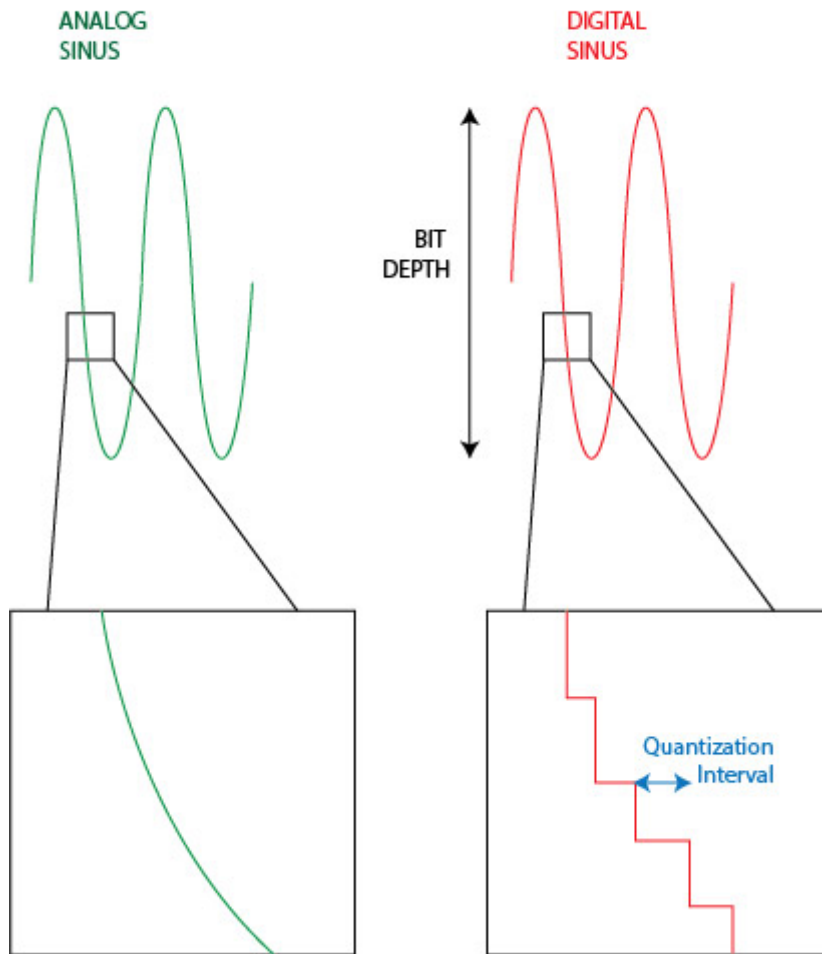 ANALOG
SINUS
DIGITAL
SINUS
BIT
DEPTH
Quantization
Interval